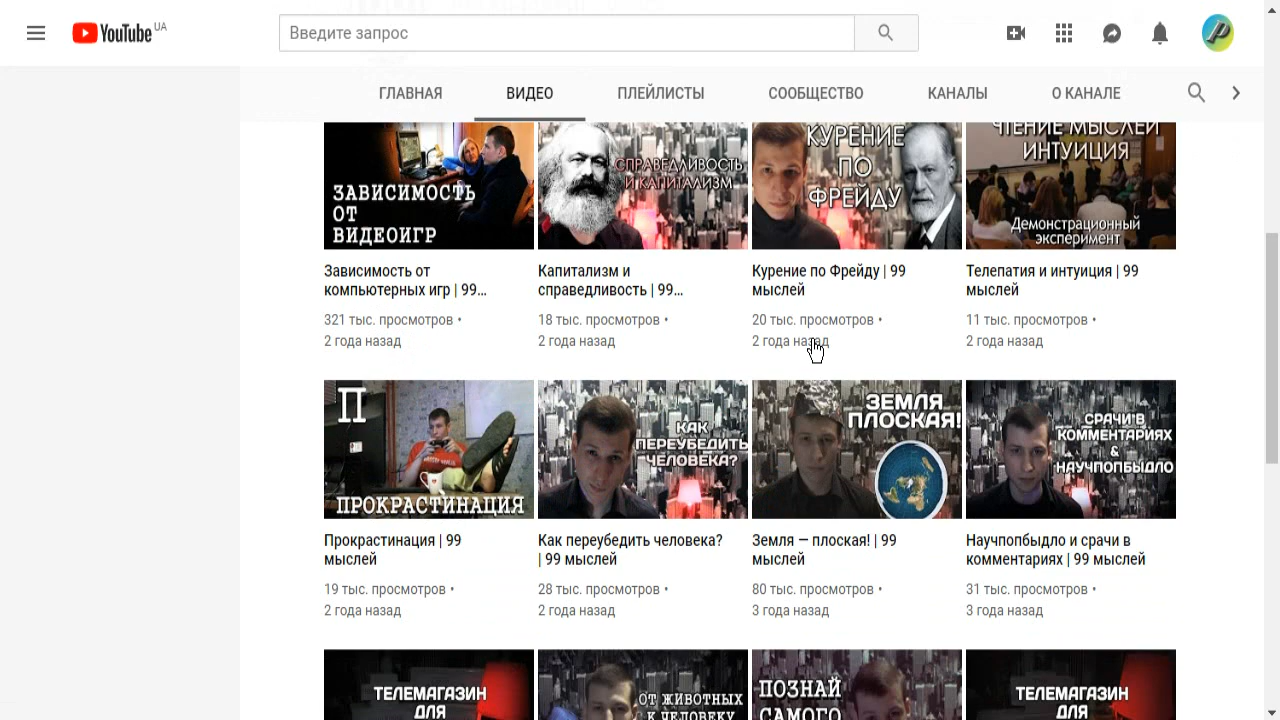 YouTube UA
Введите запрос
ГЛАВНАЯ
ВИДЕО
ПЛЕЙЛИСТЫ
СООБЩЕСТВО
КАНАЛЫ
О КАНАЛЕ
ЗАВИСИМОСТЬ
ОТ
ВИДЕОИГР
СПРАВЕДЛИВОСТЬ
И КАПИТАЛИЗМ
КУРЕНИЕ
ПО
ФРЕЙДУ
ЧТЕНИЕ МЫСЛЕЙ
ИНТУИЦИЯ
Демонстрационный
эксперимент
Зависимость от
компьютерных игр | 99...
321 тыс. просмотров •
2 года назад
Капитализм и
справедливость | 99...
18 тыс. просмотров •
2 года назад
Курение по Фрейду | 99
мыслей
20 тыс. просмотров •
2 года назад
Телепатия и интуиция | 99
мыслей
11 тыс. просмотров •
2 года назад
П
ПРОКРАСТИНАЦИЯ
КАК
ПЕРЕУБЕДИТЬ
ЧЕЛОВЕКА?
ЗЕМЛЯ
ПЛОСКАЯ!
СРАЧИ В
КОММЕНТАРИЯХ
&
НАУЧПОПБЫДЛО
Прокрастинация | 99
мыслей
19 тыс. просмотров •
2 года назад
Как переубедить человека?
| 99 мыслей
28 тыс. просмотров •
2 года назад
Земля — плоская! | 99
мыслей
80 тыс. просмотров •
3 года назад
Научпопбыдло и срачи в
комментариях | 99 мыслей
31 тыс. просмотров •
3 года назад
ТЕЛЕМАГАЗИН
ДЛЯ
ОТ ЖИВОТНЫХ
К ЧЕЛОВЕКУ
ПОЗНАЙ
САМОГО
ТЕЛЕМАГАЗИН
ДЛЯ